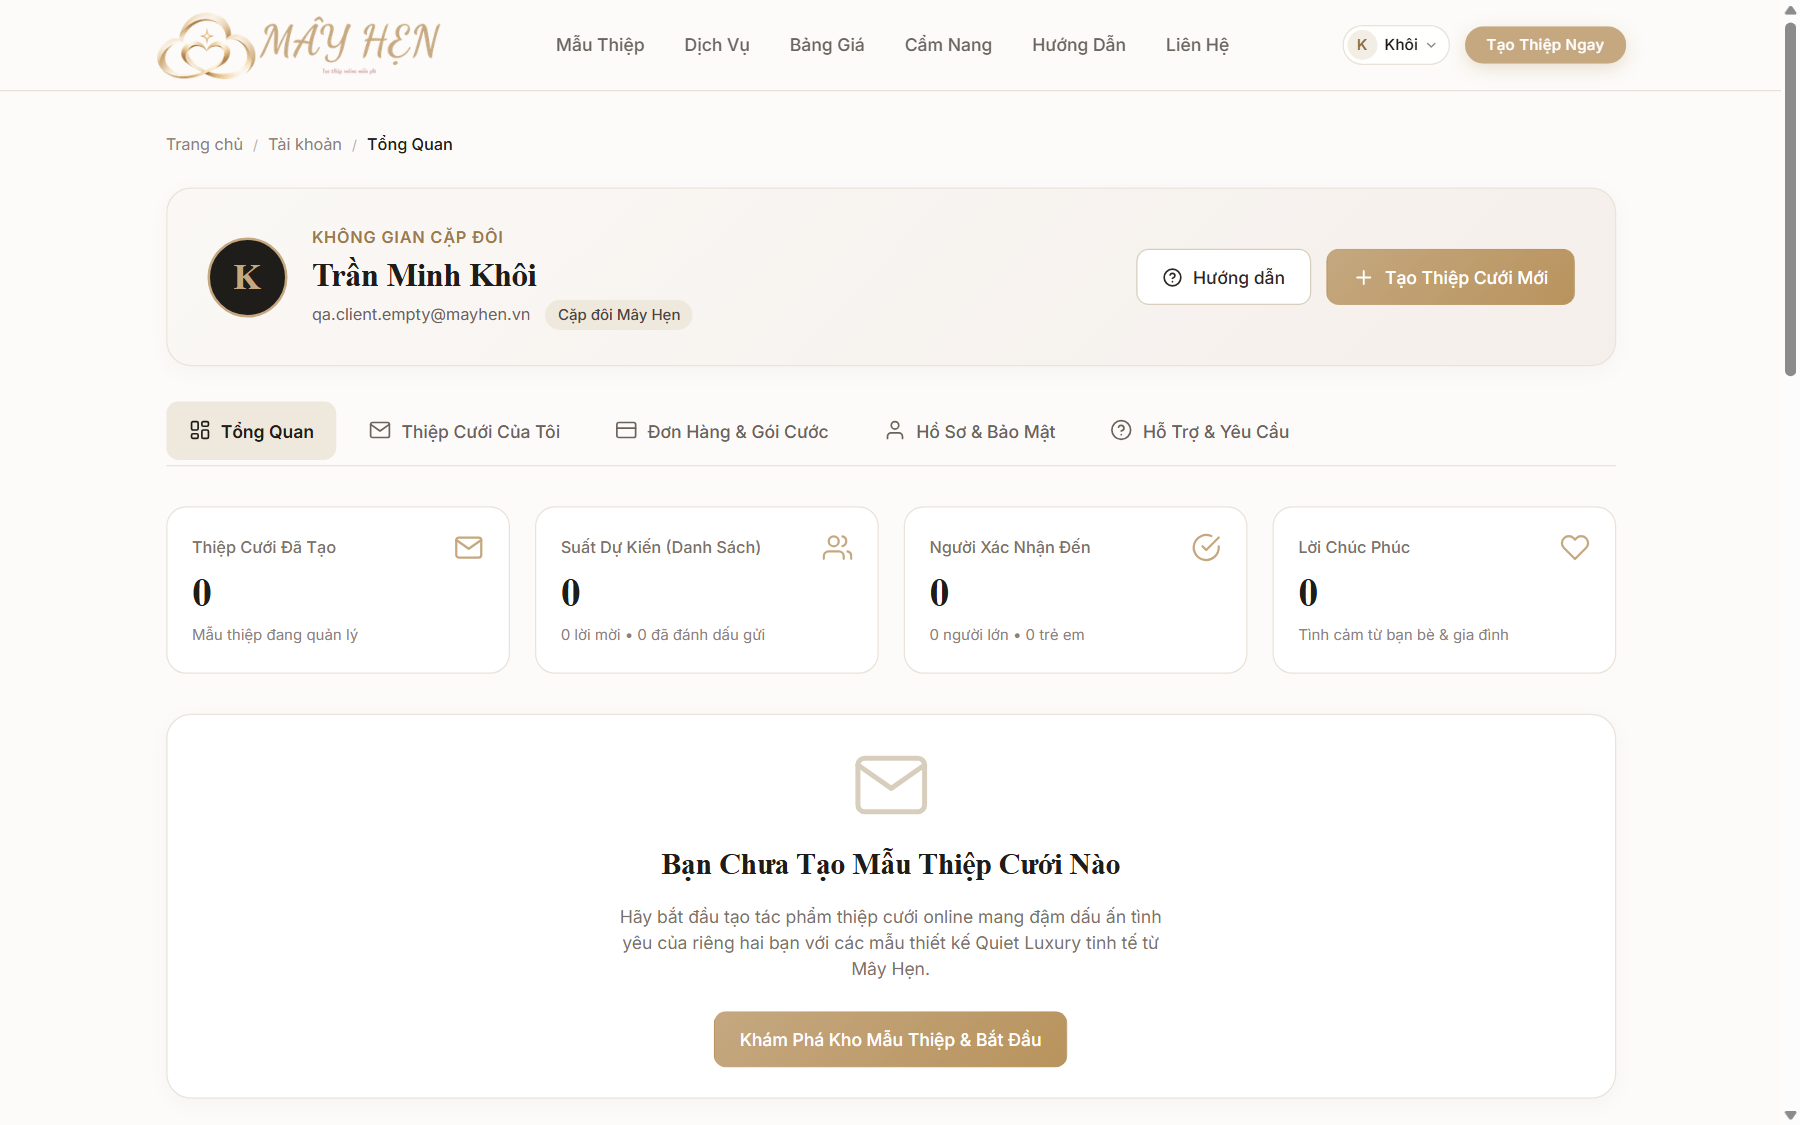 MÂY HẸN
Mẫu Thiệp
Dịch Vụ
Bảng Giá
Cẩm Nang
Hướng Dẫn
Liên Hệ
K
Khôi
Tạo Thiệp Ngay
Trang chủ / Tài khoản / Tổng Quan
K
KHÔNG GIAN CẶP ĐÔI
Trần Minh Khôi
qa.client.empty@mayhen.vn
Cặp đôi Mây Hẹn
Hướng dẫn
Tạo Thiệp Cưới Mới
Tổng Quan
Thiệp Cưới Của Tôi
Đơn Hàng & Gói Cước
Hồ Sơ & Bảo Mật
Hỗ Trợ & Yêu Cầu
Thiệp Cưới Đã Tạo
0
Mẫu thiệp đang quản lý
Suất Dự Kiến (Danh Sách)
0
0 lời mời • 0 đã đánh dấu gửi
Người Xác Nhận Đến
0
0 người lớn • 0 trẻ em
Lời Chúc Phúc
0
Tình cảm từ bạn bè & gia đình
Bạn Chưa Tạo Mẫu Thiệp Cưới Nào
Hãy bắt đầu tạo tác phẩm thiệp cưới online mang đậm dấu ấn tình
yêu của riêng hai bạn với các mẫu thiết kế Quiet Luxury tinh tế từ
Mây Hẹn.
Khám Phá Kho Mẫu Thiệp & Bắt Đầu